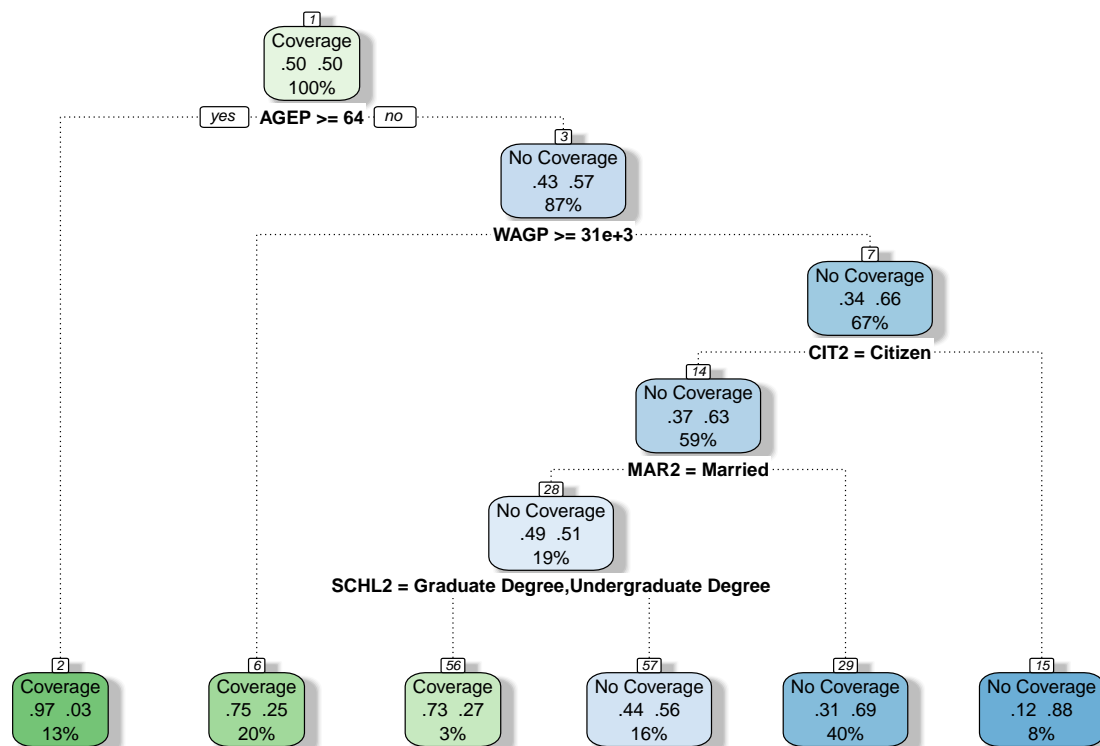 1
Coverage
.50 .50
100%
yes AGEP >= 64 no
3
No Coverage
.43 .57
87%
WAGP >= 31e+3
7
No Coverage
.34 .66
67%
CIT2 = Citizen
14
No Coverage
.37 .63
59%
MAR2 = Married
28
No Coverage
.49 .51
19%
SCHL2 = Graduate Degree,Undergraduate Degree
2
Coverage
.97 .03
13%
6
Coverage
.75 .25
20%
56
Coverage
.73 .27
3%
57
No Coverage
.44 .56
16%
29
No Coverage
.31 .69
40%
15
No Coverage
.12 .88
8%